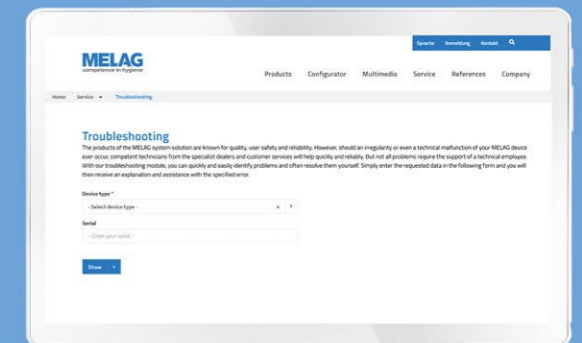 Sprache Anmeldung Kontakt
MELAG
competence in hygiene
Products Configurator Multimedia Service References Company
Home Service Troubleshooting
Troubleshooting
The products of the MELAG system solution are known for quality, user safety and reliability. However, should an irregularity or even a technical malfunction of your MELAG device
ever occur, competent technicians from the specialist dealers and customer services will help quickly and reliably. But not all problems require the support of a technical employee.
With our troubleshooting module, you can quickly and easily identify problems and often resolve them yourself. Simply enter the requested data in the following form and you will
then receive an explanation and assistance with the specified error.
Device type *
- Select device type -
Serial
- Enter your serial -
Show